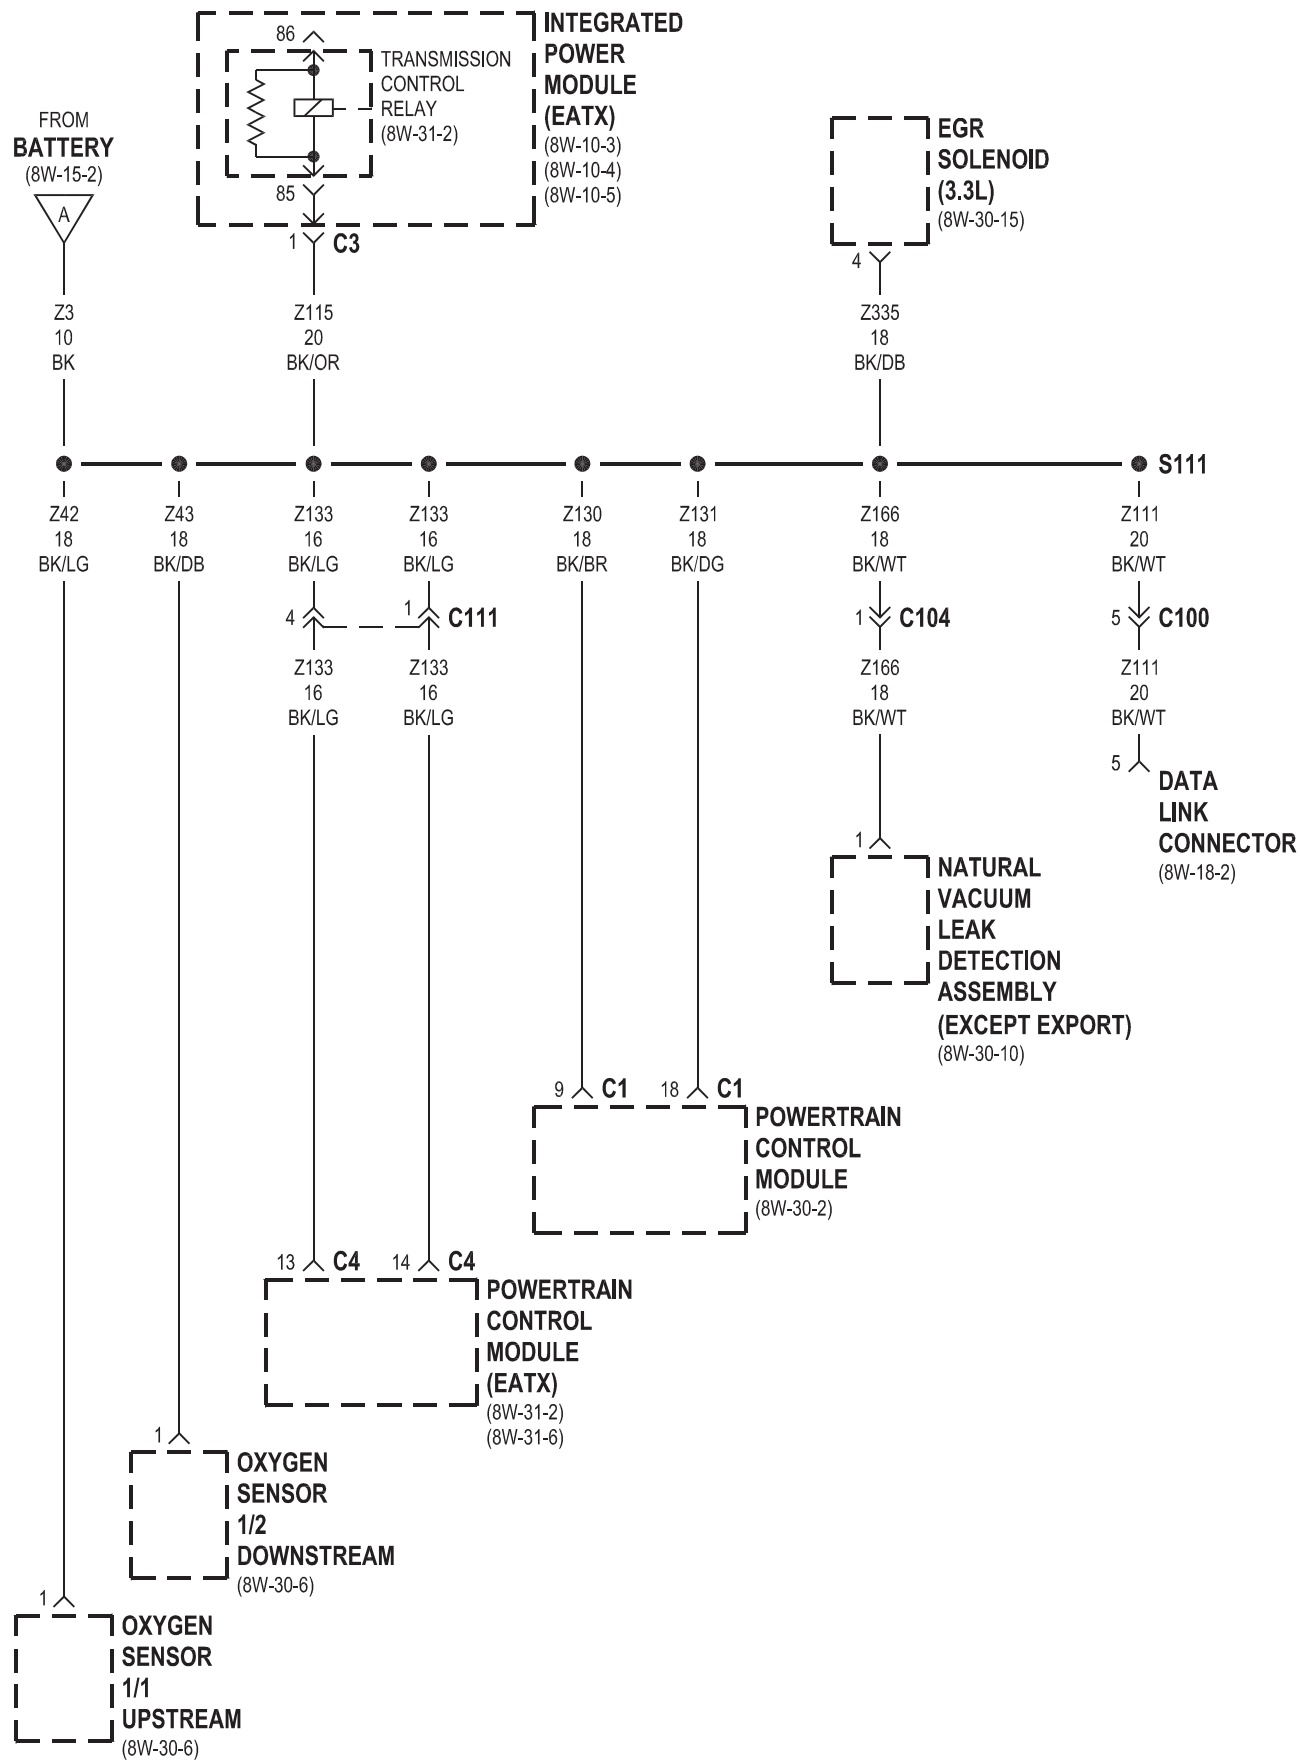 FROM
BATTERY
(8W-15-2)
A
Z3
10
BK
86
TRANSMISSION
CONTROL
RELAY
(8W-31-2)
85
INTEGRATED
POWER
MODULE
(EATX)
(8W-10-3)
(8W-10-4)
(8W-10-5)
1 C3
Z115
20
BK/OR
EGR
SOLENOID
(3.3L)
(8W-30-15)
4
Z335
18
BK/DB
S111
Z42
18
BK/LG
Z43
18
BK/DB
Z133
16
BK/LG
Z133
16
BK/LG
Z130
18
BK/BR
Z131
18
BK/DG
Z166
18
BK/WT
Z111
20
BK/WT
4
1 C111
1 C104
5 C100
Z133
16
BK/LG
Z133
16
BK/LG
Z166
18
BK/WT
Z111
20
BK/WT
5
DATA
LINK
CONNECTOR
(8W-18-2)
1
NATURAL
VACUUM
LEAK
DETECTION
ASSEMBLY
(EXCEPT EXPORT)
(8W-30-10)
9 C1
18 C1
POWERTRAIN
CONTROL
MODULE
(8W-30-2)
13 C4
14 C4
POWERTRAIN
CONTROL
MODULE
(EATX)
(8W-31-2)
(8W-31-6)
1
OXYGEN
SENSOR
1/2
DOWNSTREAM
(8W-30-6)
1
OXYGEN
SENSOR
1/1
UPSTREAM
(8W-30-6)